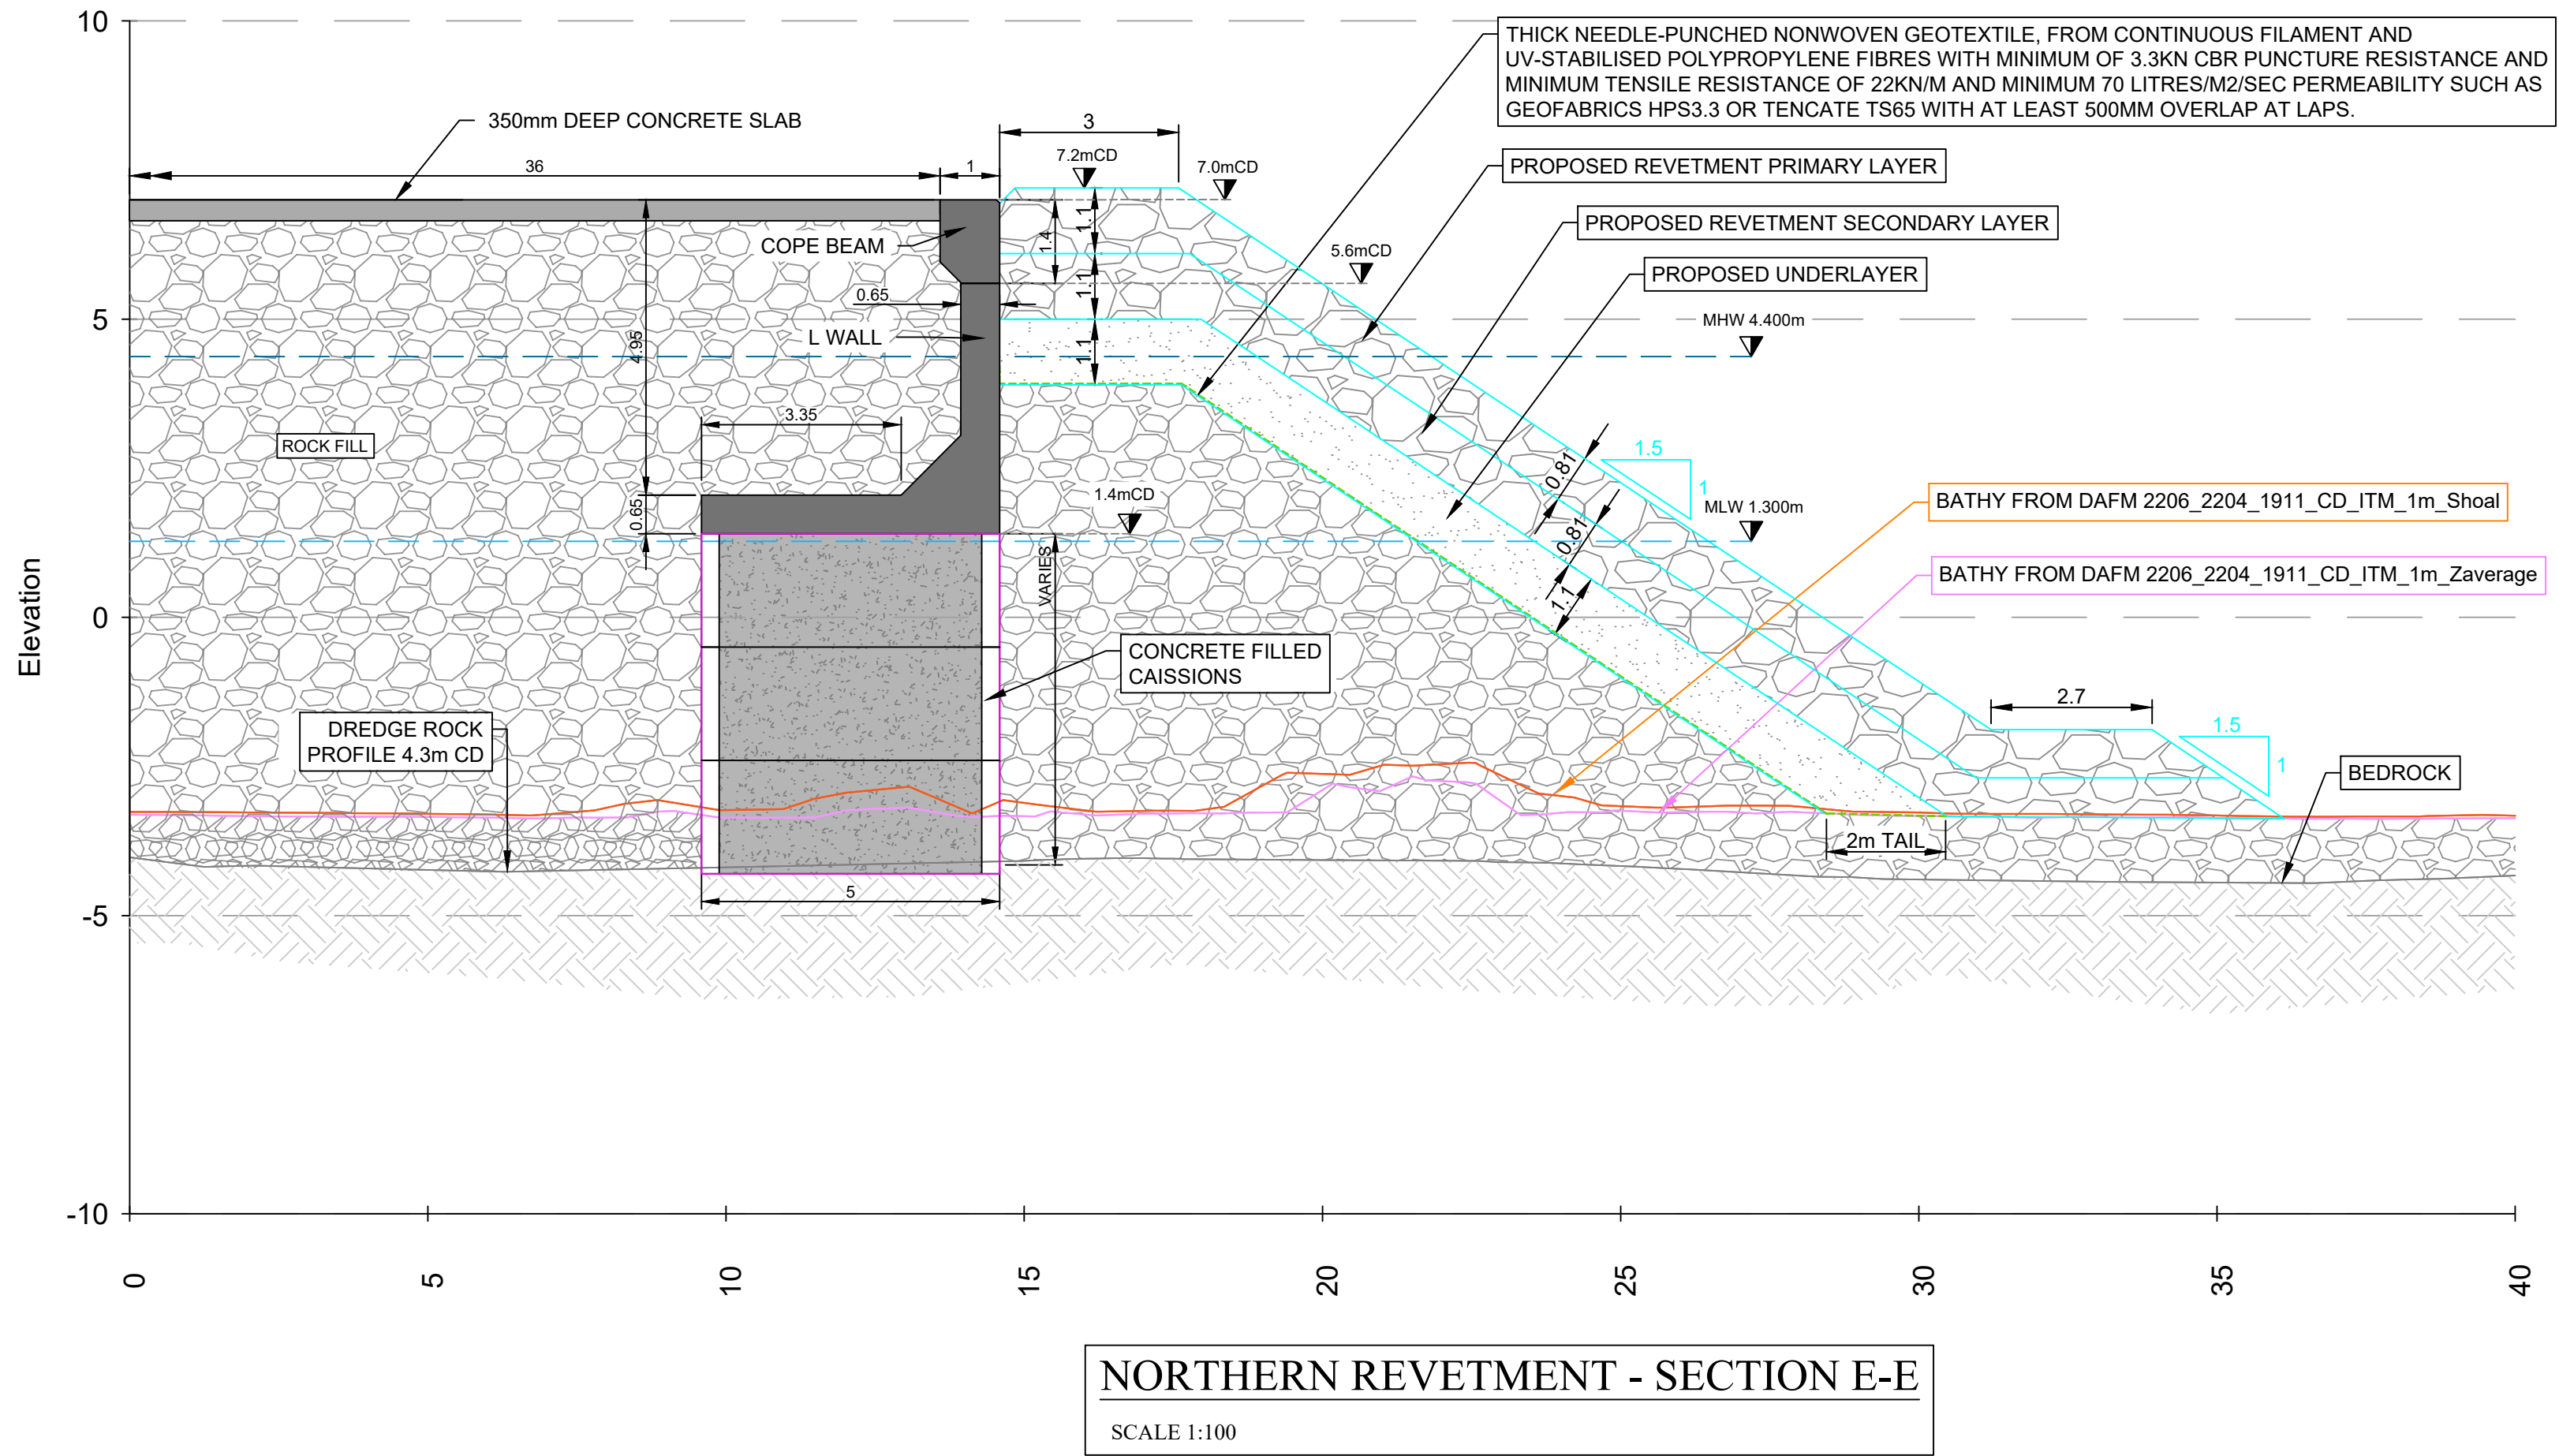 10
THICK NEEDLE-PUNCHED NONWOVEN GEOTEXTILE, FROM CONTINUOUS FILAMENT AND
UV-STABILISED POLYPROPYLENE FIBRES WITH MINIMUM OF 3.3KN CBR PUNCTURE RESISTANCE AND
MINIMUM TENSILE RESISTANCE OF 22KN/M AND MINIMUM 70 LITRES/M2/SEC PERMEABILITY SUCH AS
GEOFABRICS HPS3.3 OR TENCATE TS65 WITH AT LEAST 500MM OVERLAP AT LAPS.
350mm DEEP CONCRETE SLAB
3
36
1
7.2mCD
7.0mCD
PROPOSED REVETMENT PRIMARY LAYER
1.1
1.4
PROPOSED REVETMENT SECONDARY LAYER
COPE BEAM
5.6mCD
PROPOSED UNDERLAYER
1.1
0.65
5
MHW 4.400m
L WALL
4.95
1.1
3.35
ROCK FILL
1.5
1
0.81
0.65
1.4mCD
MLW 1.300m
BATHY FROM DAFM 2206_2204_1911_CD_ITM_1m_Shoal
0.81
VARIES
BATHY FROM DAFM 2206_2204_1911_CD_ITM_1m_Zaverage
1.1
Elevation
0
CONCRETE FILLED
CAISSIONS
2.7
DREDGE ROCK
PROFILE 4.3m CD
1.5
1
BEDROCK
2m TAIL
5
-5
-10
0
5
10
15
20
25
30
35
40
NORTHERN REVETMENT - SECTION E-E
SCALE 1:100